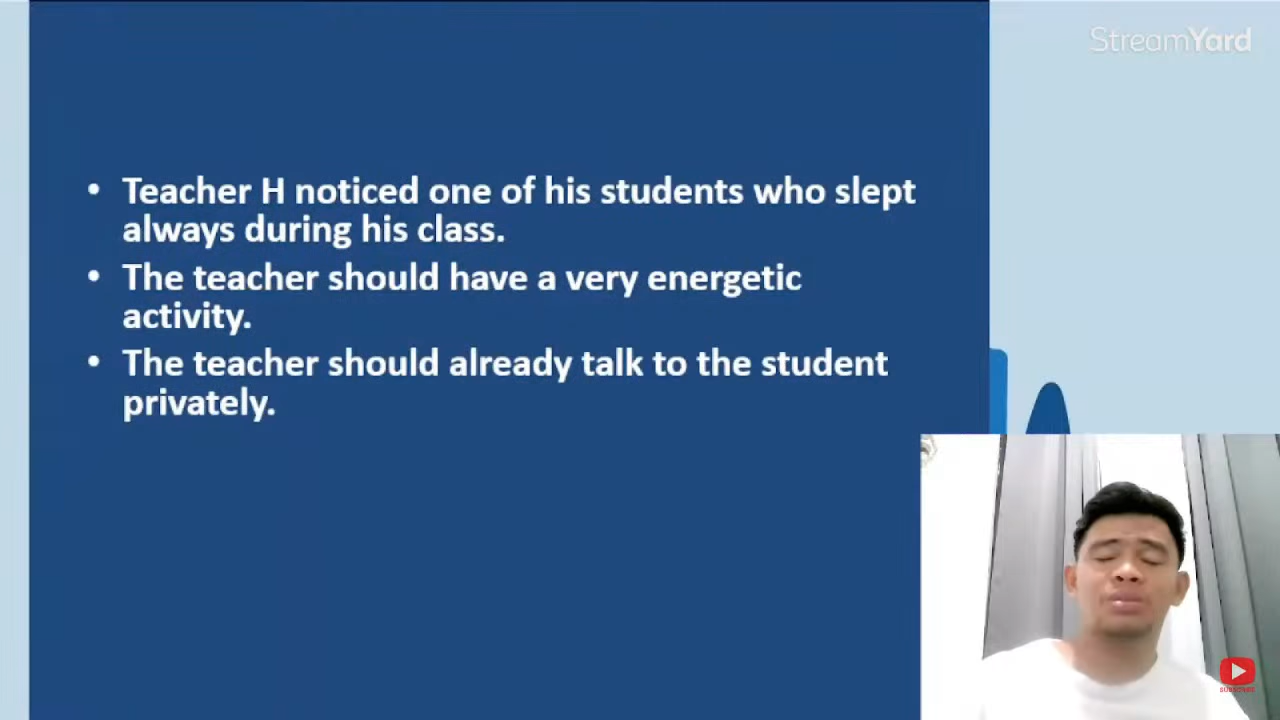 StreamYard
• Teacher H noticed one of his students who slept
always during his class.
• The teacher should have a very energetic
activity.
• The teacher should already talk to the student
privately.
SUBSCRIBE